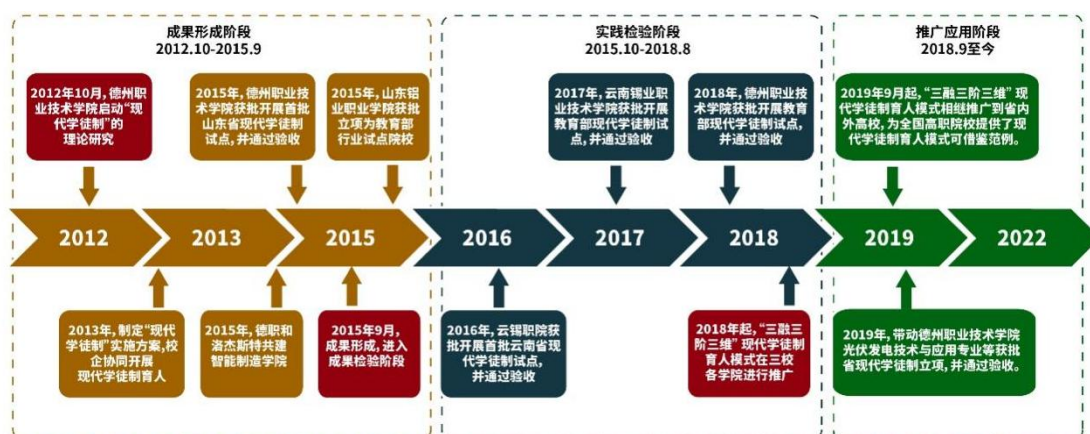 成果形成阶段
2012.10-2015.9
实践检验阶段
2015.10-2018.8
推广应用阶段
2018.9至今
2012年10月，德州职
业技术学院启动“现
代学徒制”的
理论研究
2015年，德州职业技
术学院获批开展首批
山东省现代学徒制
试点，并通过验收
2015年，山东铝
业职业学院获批
立项为教育部
行业试点院校
2017年，云南锡业职
业技术学院获批开展
教育部现代学徒制试
点，并通过验收
2018年，德州职业技
术学院获批开展教育
部现代学徒制试点，
并通过验收
2019年9月起，“三融三阶三维”现
代学徒制育人模式相继推广到省内
外高校，为全国高职院校提供了现
代学徒制育人模式可借鉴范例。
2012
2013
2015
2016
2017
2018
2019
2022
2013年，制定“现代
学徒制”实施方案，校
企协同开展
现代学徒制育人
2015年，德职和
洛杰斯特共建
智能制造学院
2015年9月，
成果形成，进入
成果检验阶段
2016年，云锡职院获
批开展首批云南省现
代学徒制试点，
并通过验收
2018年起，“三融三
阶三维”现代学徒制
育人模式在三校
各学院进行推广
2019年，带动德州职业技术学院
光伏发电技术与应用专业等获批
省现代学徒制立项，并通过验收。